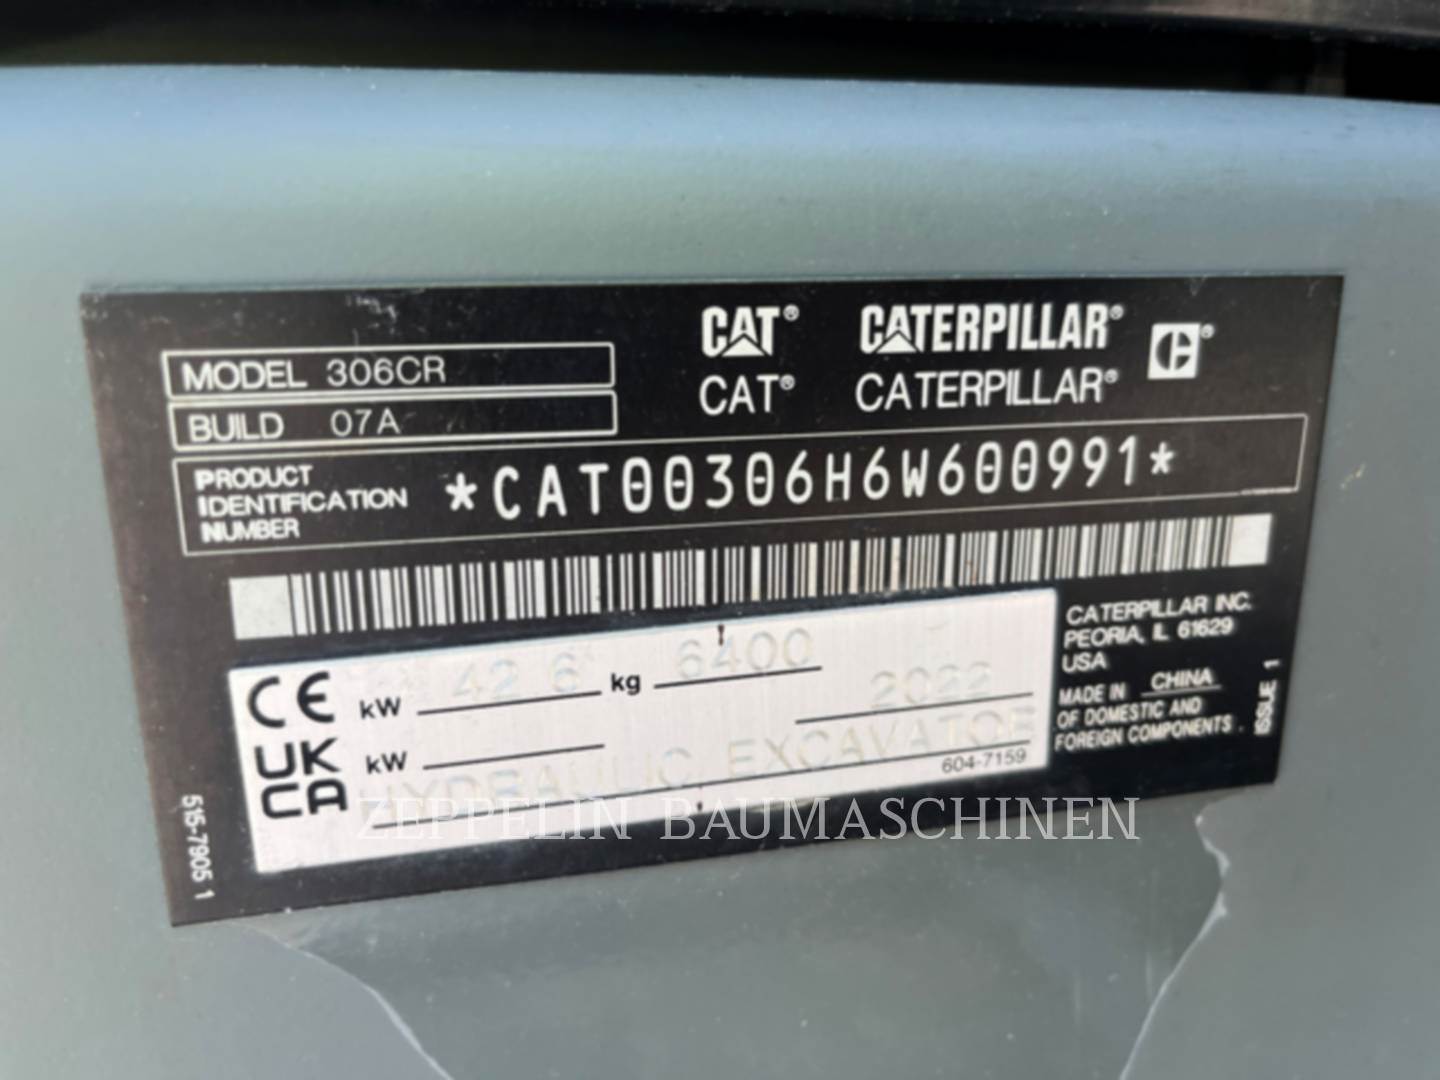 CAT® CATERPILLAR®
CAT® CATERPILLAR®
MODEL 306CR
BUILD 07A
PRODUCT IDENTIFICATION NUMBER *CAT00306H6W600991*
CE
UK
CA
kW 42 6 kg 6400
2022
kW
HYDRAULIC EXCAVATOR
604-7159
CATERPILLAR INC.
PEORIA, IL 61629
USA
MADE IN CHINA
OF DOMESTIC AND
FOREIGN COMPONENTS.
ISSUE 1
515-7905 1
ZEPPELIN BAUMASCHINEN